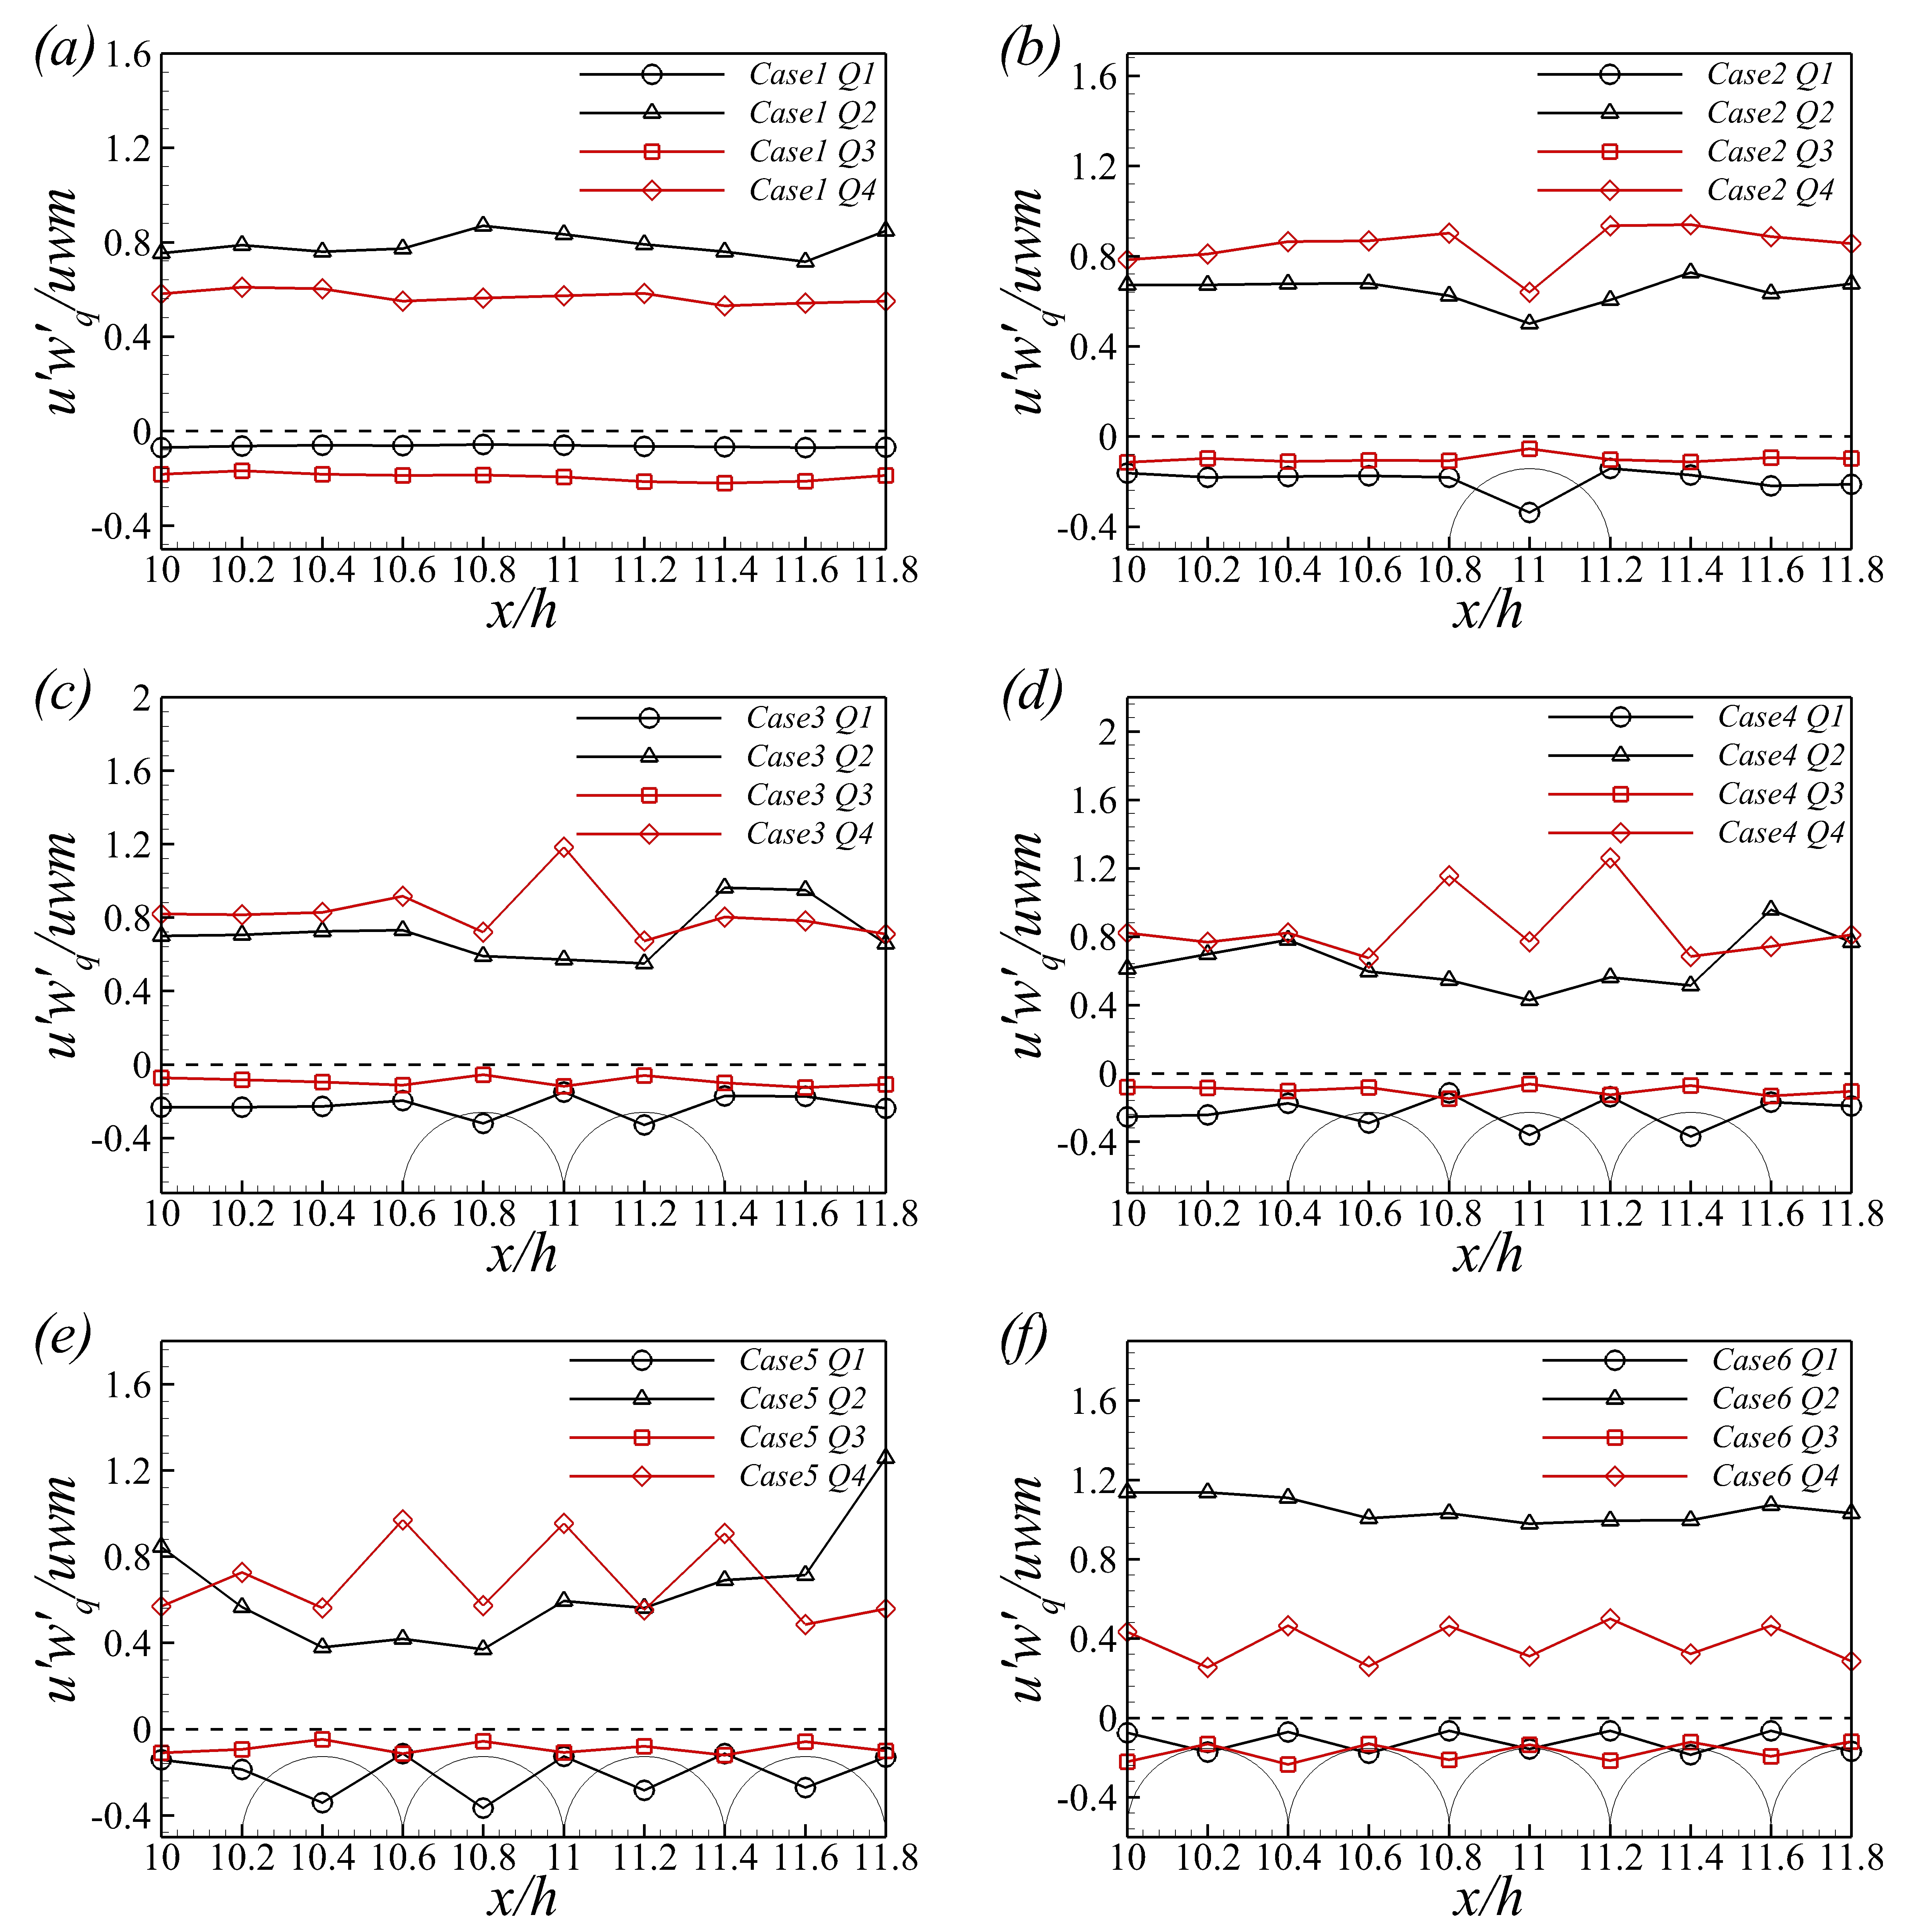 (a)
1.6
1.2
0.8
0.4
0
-0.4
u'w'q/uwm
Case1 Q1
Case1 Q2
Case1 Q3
Case1 Q4
10 10.2 10.4 10.6 10.8 11 11.2 11.4 11.6 11.8
x/h
(b)
1.6
1.2
0.8
0.4
0
-0.4
u'w'q/uwm
Case2 Q1
Case2 Q2
Case2 Q3
Case2 Q4
10 10.2 10.4 10.6 10.8 11 11.2 11.4 11.6 11.8
x/h
(c)
2
1.6
1.2
0.8
0.4
0
-0.4
u'w'q/uwm
Case3 Q1
Case3 Q2
Case3 Q3
Case3 Q4
10 10.2 10.4 10.6 10.8 11 11.2 11.4 11.6 11.8
x/h
(d)
2
1.6
1.2
0.8
0.4
0
-0.4
u'w'q/uwm
Case4 Q1
Case4 Q2
Case4 Q3
Case4 Q4
10 10.2 10.4 10.6 10.8 11 11.2 11.4 11.6 11.8
x/h
(e)
1.6
1.2
0.8
0.4
0
-0.4
u'w'q/uwm
Case5 Q1
Case5 Q2
Case5 Q3
Case5 Q4
10 10.2 10.4 10.6 10.8 11 11.2 11.4 11.6 11.8
x/h
(f)
1.6
1.2
0.8
0.4
0
-0.4
u'w'q/uwm
Case6 Q1
Case6 Q2
Case6 Q3
Case6 Q4
10 10.2 10.4 10.6 10.8 11 11.2 11.4 11.6 11.8
x/h